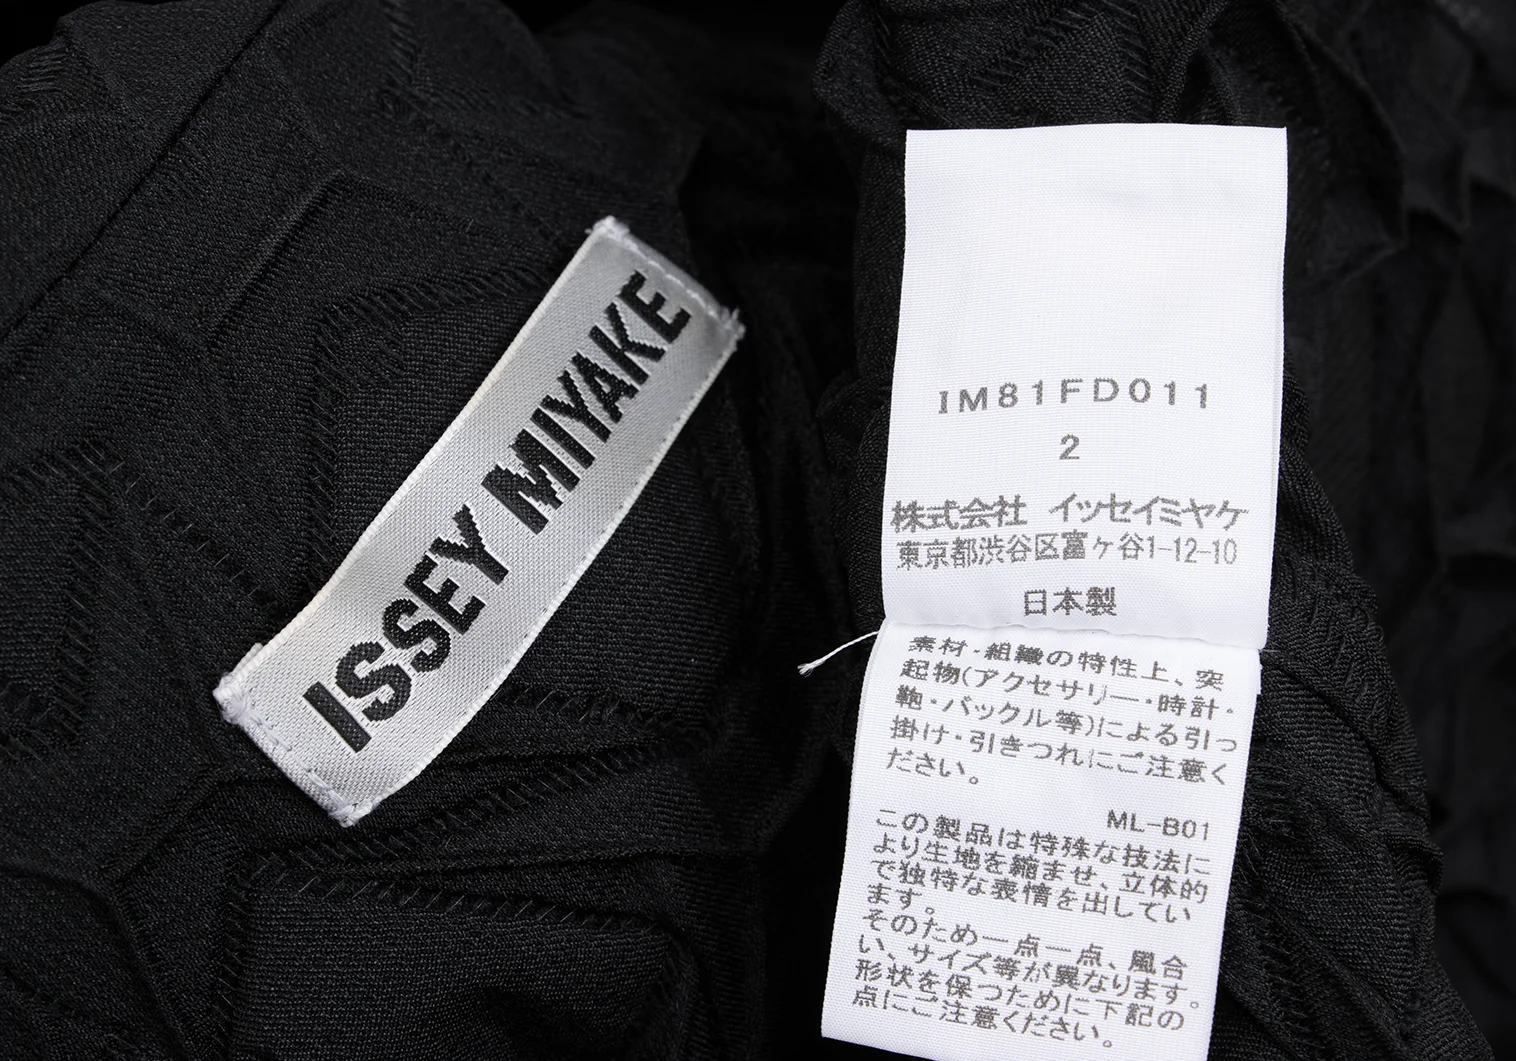 ISSEY MIYAKE
IM81FD011
2
株式会社 イッセイミヤケ
東京都渋谷区富ヶ谷1-12-10
日本製
素材・組織の特性上、突
起物(アクセサリー・時計・
鞄・バックル等)による引っ
掛け・引きつれにご注意く
ださい。
ML-B01
この製品は特殊な技法に
より生地を縮ませ、立体的
で独特な表情を出してい
ます。
そのため一点一点、風合
い、サイズ等が異なります。
形状を保つために下記の
点にご注意ください。